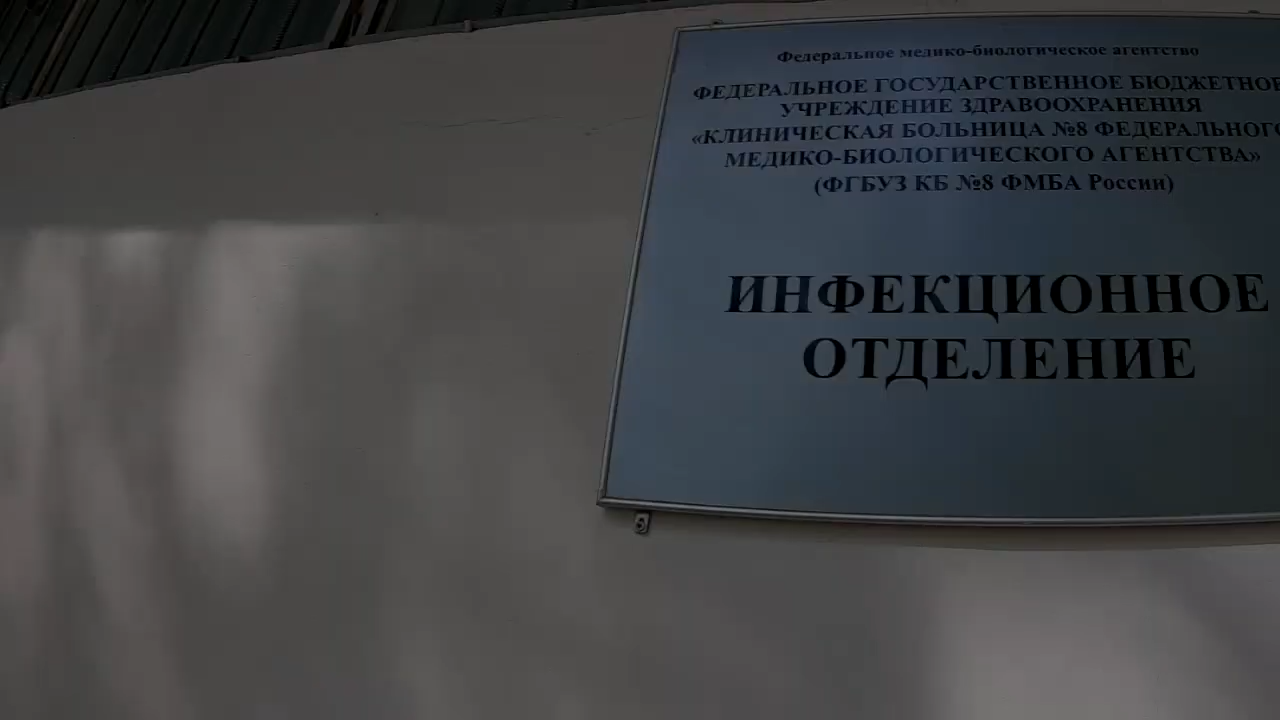 Федеральное медико-биологическое агентство
ФЕДЕРАЛЬНОЕ ГОСУДАРСТВЕННОЕ БЮДЖЕТНОЕ
УЧРЕЖДЕНИЕ ЗДРАВООХРАНЕНИЯ
«КЛИНИЧЕСКАЯ БОЛЬНИЦА №8 ФЕДЕРАЛЬНОГО
МЕДИКО-БИОЛОГИЧЕСКОГО АГЕНТСТВА»
(ФГБУЗ КБ №8 ФМБА России)
ИНФЕКЦИОННОЕ
ОТДЕЛЕНИЕ